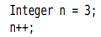 Integer n = 3;
n++;